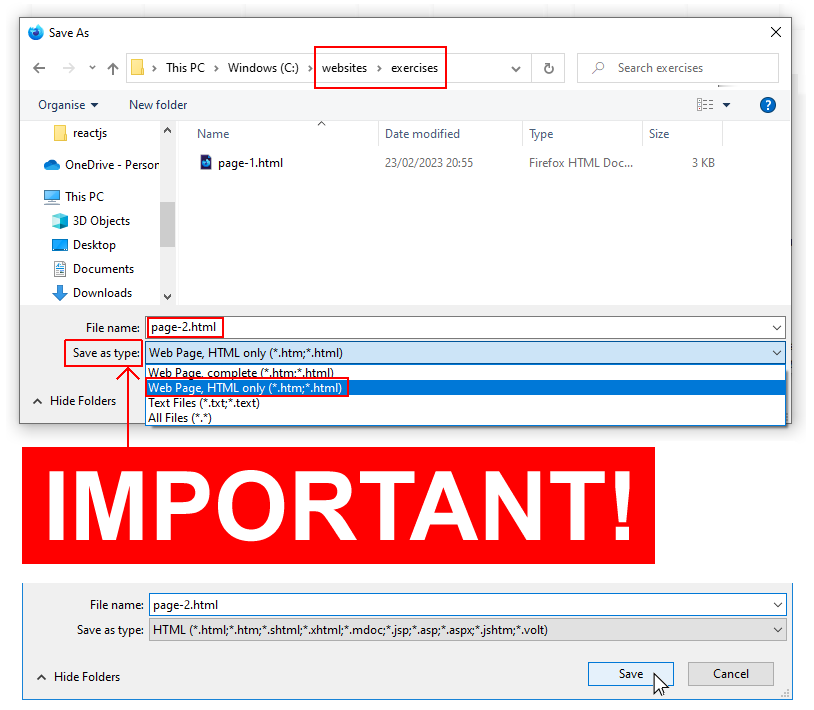 Save As
This PC > Windows (C:) > websites > exercises
Search exercises
Organise New folder
?
Name Date modified Type Size
reactjs
page-1.html 23/02/2023 20:55 Firefox HTML Doc... 3 KB
OneDrive - Person
This PC
3D Objects
Desktop
Documents
Downloads
File name: page-2.html
Save as type: Web Page, HTML only (*.htm;*.html)
Web Page, complete (*.htm;*.html)
Web Page, HTML only (*.htm;*.html)
Text Files (*.txt;*.text)
All Files (*.*)
Hide Folders
IMPORTANT!
File name: page-2.html
Save as type: HTML (*.html;*.htm;*.shtml;*.xhtml;*.mdoc;*.jsp;*.asp;*.aspx;*.jshtm;*.volt)
Hide Folders Save Cancel